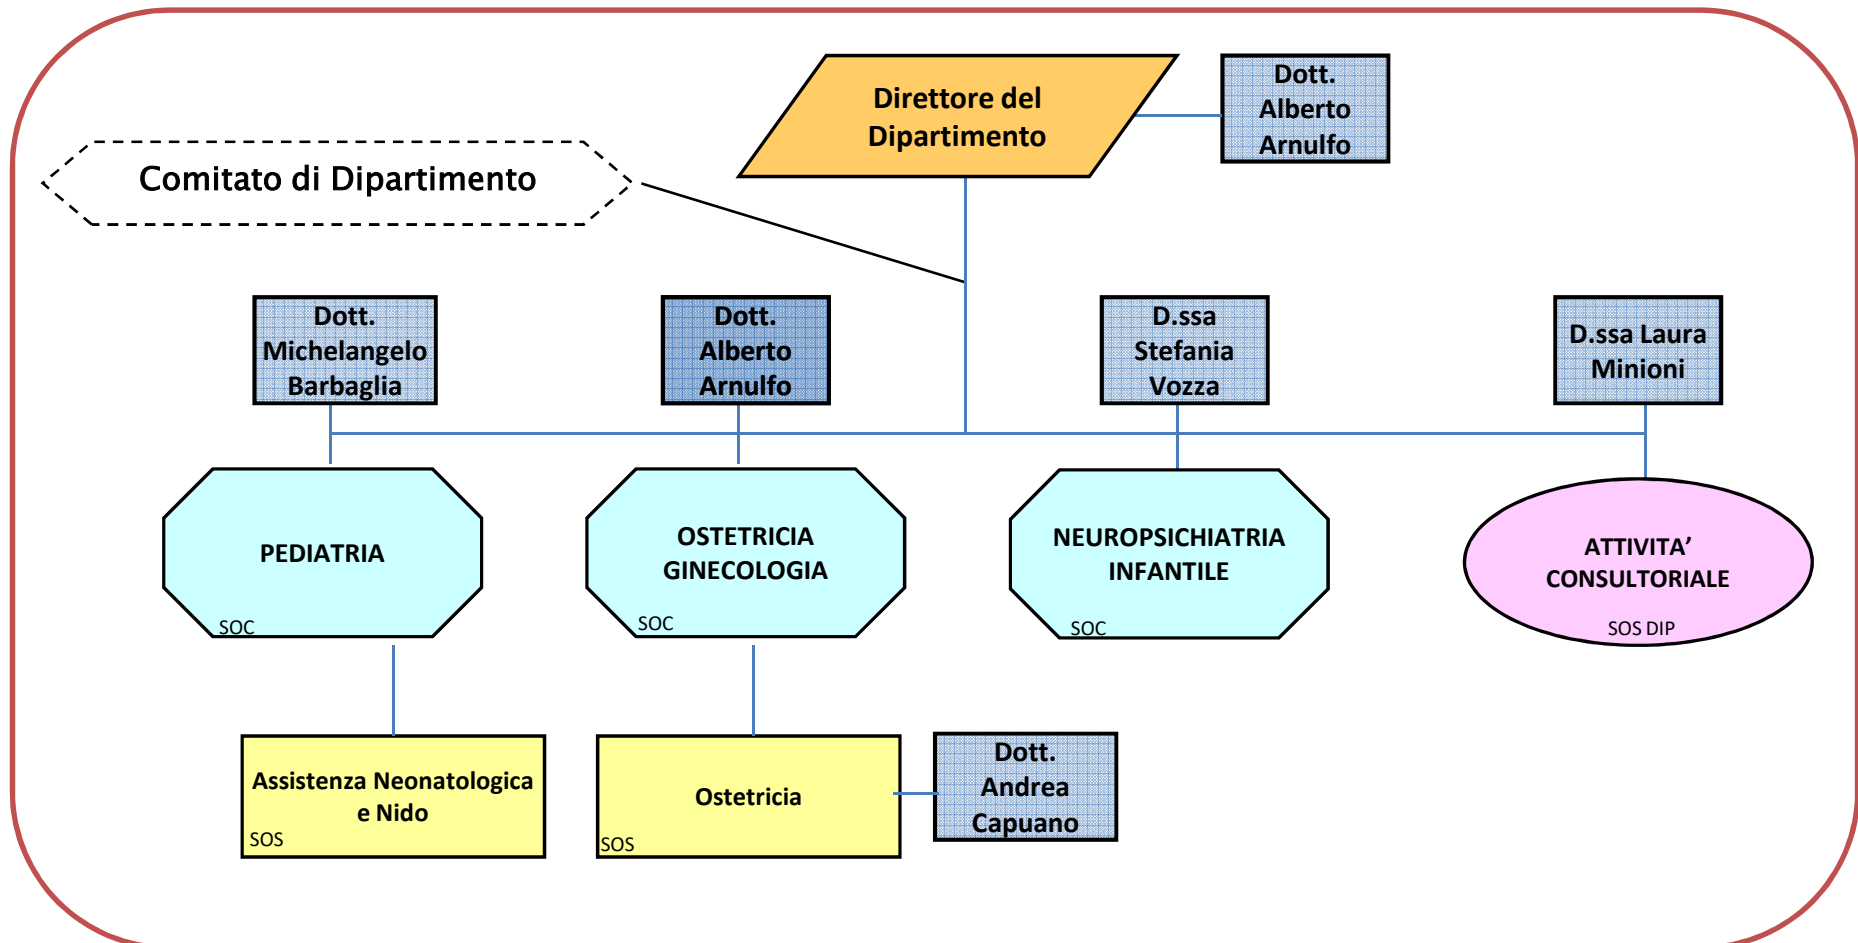 Direttore del
Dipartimento
Dott.
Alberto
Arnulfo
Comitato di Dipartimento
Dott.
Michelangelo
Barbaglia
Dott.
Alberto
Arnulfo
D.ssa
Stefania
Vozza
D.ssa Laura
Minioni
PEDIATRIA
SOC
OSTETRICIA
GINECOLOGIA
SOC
NEUROPSICHIATRIA
INFANTILE
SOC
ATTIVITA’
CONSULTORIALE
SOS DIP
Assistenza Neonatologica
e Nido
SOS
Ostetricia
SOS
Dott.
Andrea
Capuano